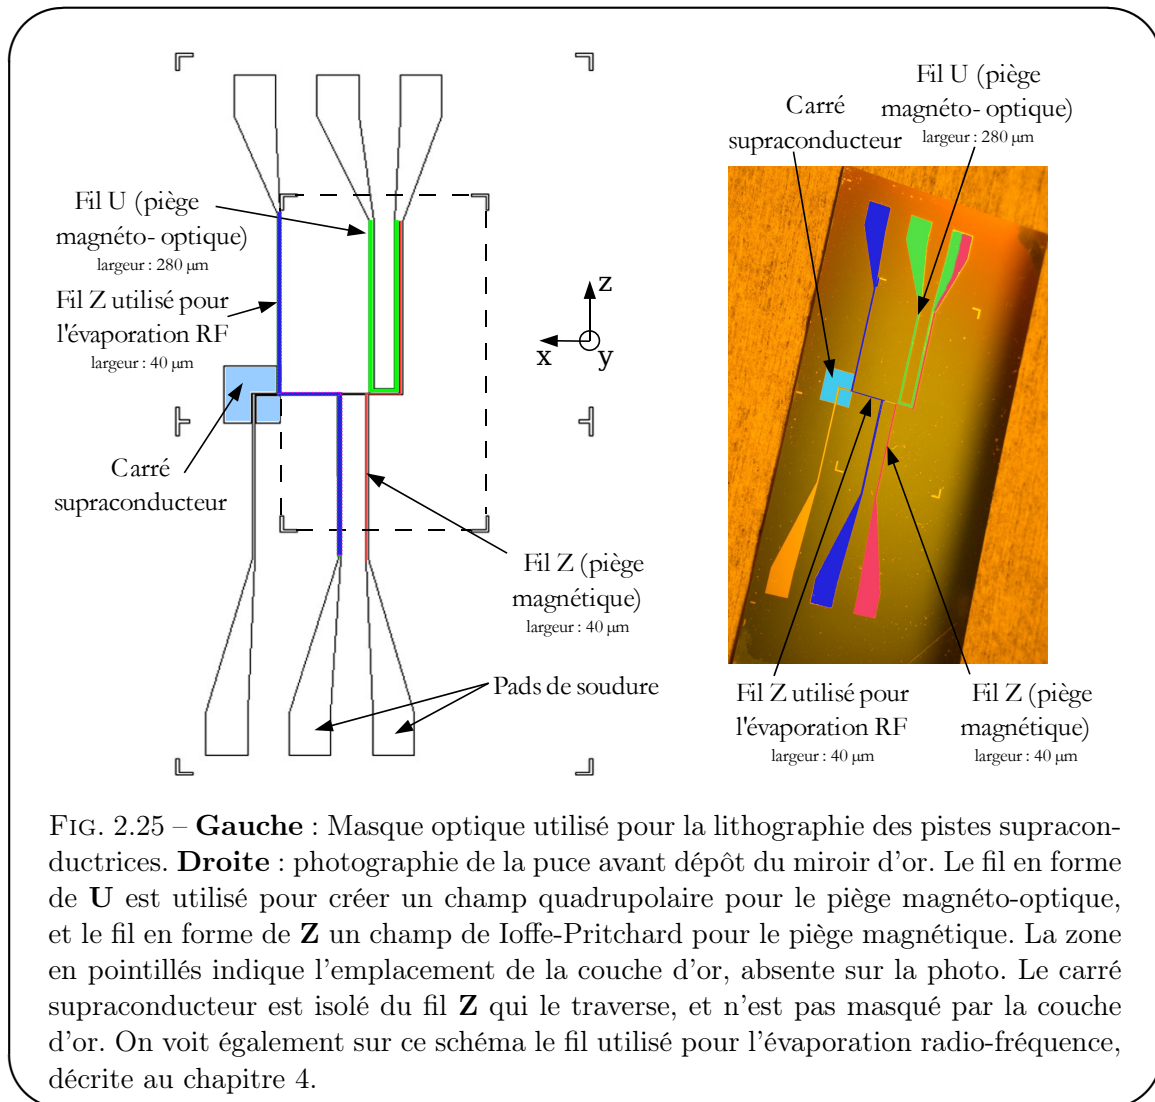 Fil U (piège
magnéto- optique)
largeur : 280 µm
Fil Z utilisé pour
l'évaporation RF
largeur : 40 µm
Carré
supraconducteur
z
x
y
Fil Z (piège
magnétique)
largeur : 40 µm
Pads de soudure
Carré
supraconducteur
Fil U (piège
magnéto- optique)
largeur : 280 µm
Fil Z utilisé pour
l'évaporation RF
largeur : 40 µm
Fil Z (piège
magnétique)
largeur : 40 µm
FIG. 2.25 – Gauche : Masque optique utilisé pour la lithographie des pistes supracon-
ductrices. Droite : photographie de la puce avant dépôt du miroir d'or. Le fil en forme
de U est utilisé pour créer un champ quadrupolaire pour le piège magnéto-optique,
et le fil en forme de Z un champ de Ioffe-Pritchard pour le piège magnétique. La zone
en pointillés indique l'emplacement de la couche d'or, absente sur la photo. Le carré
supraconducteur est isolé du fil Z qui le traverse, et n'est pas masqué par la couche
d'or. On voit également sur ce schéma le fil utilisé pour l'évaporation radio-fréquence,
décrite au chapitre 4.